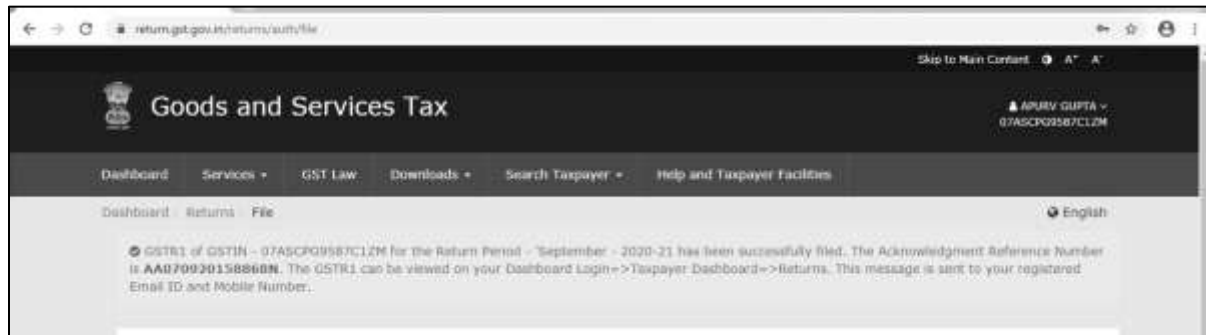 return.gst.gov.in/returns/auth/file
Skip to Main Content A+ A-
Goods and Services Tax
APURV GUPTA
07ASCPG9587C1ZM
Dashboard Services GST Law Downloads Search Taxpayer Help and Taxpayer Facilities
Dashboard Returns File English
GSTR1 of GSTIN - 07ASCPG9587C1ZM for the Return Period - September - 2020-21 has been successfully filed. The Acknowledgment Reference Number
is AA070920158868N. The GSTR1 can be viewed on your Dashboard Login=>Taxpayer Dashboard=>Returns. This message is sent to your registered
Email ID and Mobile Number.